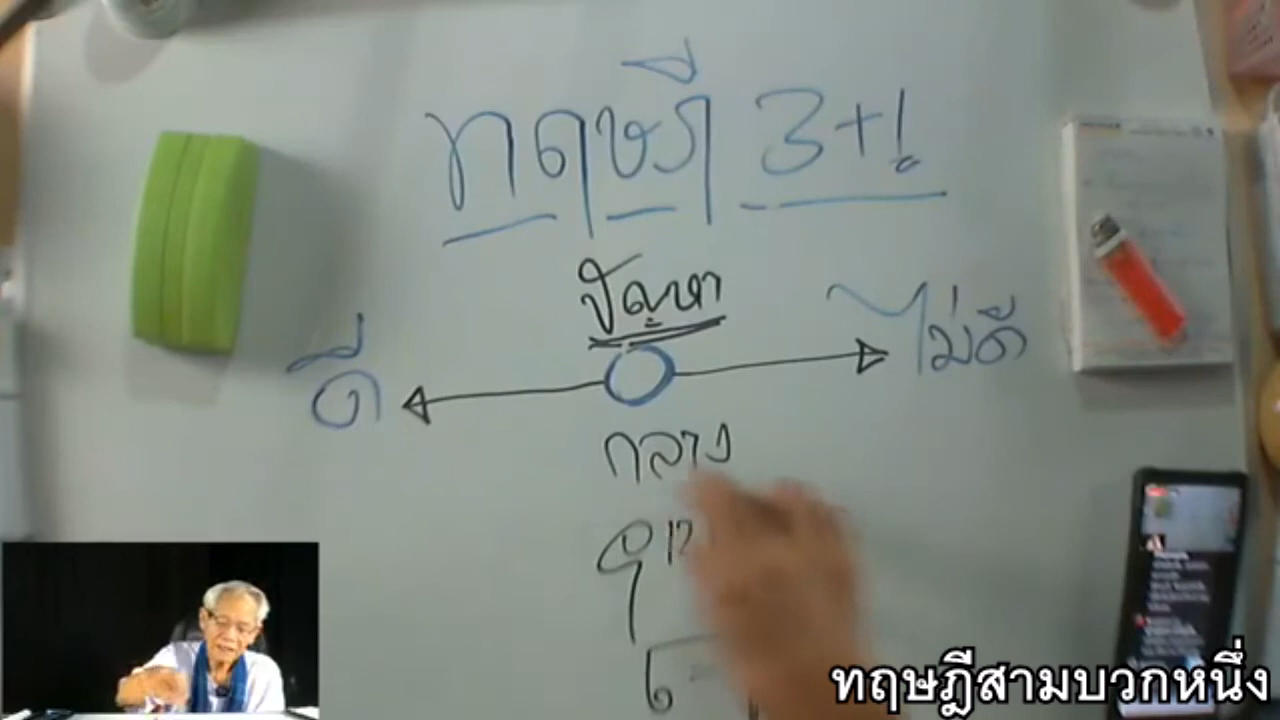 ทฤษฎี 3+1
ปัญหา
ดี
ไม่ดี
กลาง
ทฤษฎีสามบวกหนึ่ง